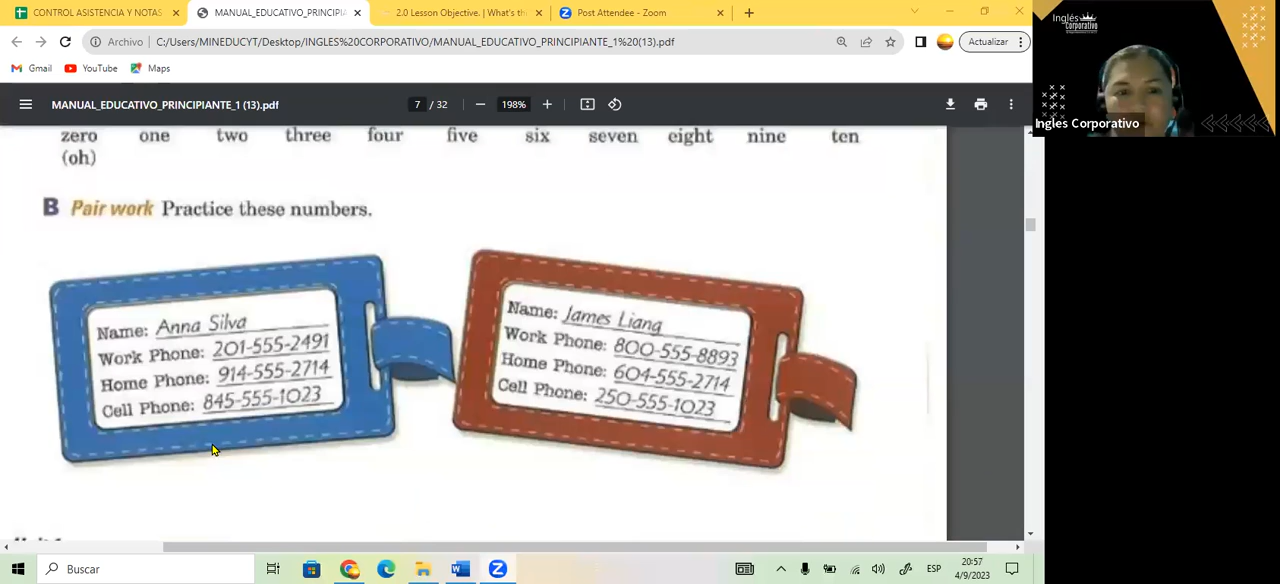 CONTROL ASISTENCIA Y NOTAS
MANUAL_EDUCATIVO_PRINCIPIA
2.0 Lesson Objective. | What's th
Post Attendee - Zoom
Archivo
C:/Users/MINEDUCYT/Desktop/INGLES%20CORPORATIVO/MANUAL_EDUCATIVO_PRINCIPIANTE_1%20(13).pdf
Actualizar
Gmail
YouTube
Maps
MANUAL_EDUCATIVO_PRINCIPIANTE_1 (13).pdf
7 / 32
198%
zero one two three four five six seven eight nine ten
(oh)
B Pair work Practice these numbers.
Name: Anna Silva
Work Phone: 201-555-2491
Home Phone: 914-555-2714
Cell Phone: 845-555-1023
Name: James Liang
Work Phone: 800-555-8893
Home Phone: 604-555-2714
Cell Phone: 250-555-1023
Inglés
Corporativo
Ingles Corporativo
Buscar
ESP
20:57
4/9/2023